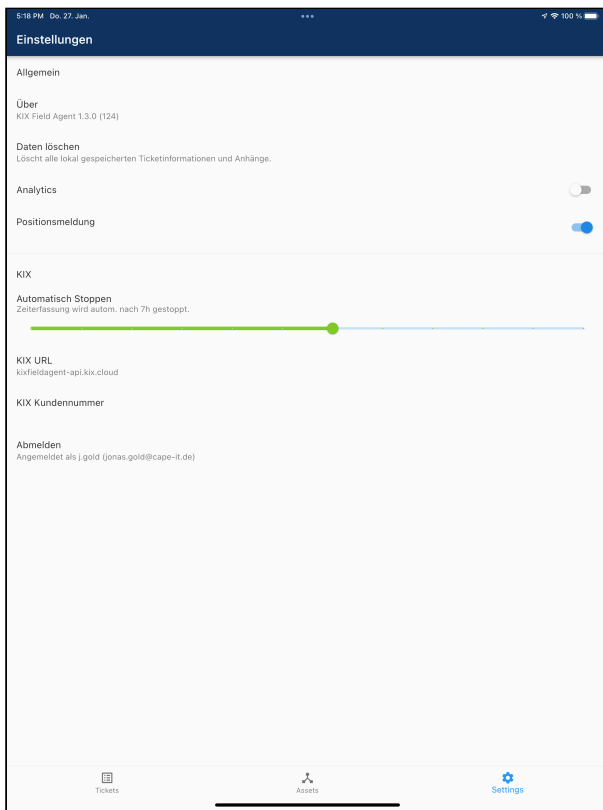 5:18 PM Do. 27. Jan. 100 %
Einstellungen
Allgemein
Über
KIX Field Agent 1.3.0 (124)
Daten löschen
Löscht alle lokal gespeicherten Ticketinformationen und Anhänge.
Analytics
Positionsmeldung
KIX
Automatisch Stoppen
Zeiterfassung wird autom. nach 7h gestoppt.
KIX URL
kixfieldagent-api.kix.cloud
KIX Kundennummer
Abmelden
Angemeldet als j.gold (jonas.gold@cape-it.de)
Tickets Assets Settings